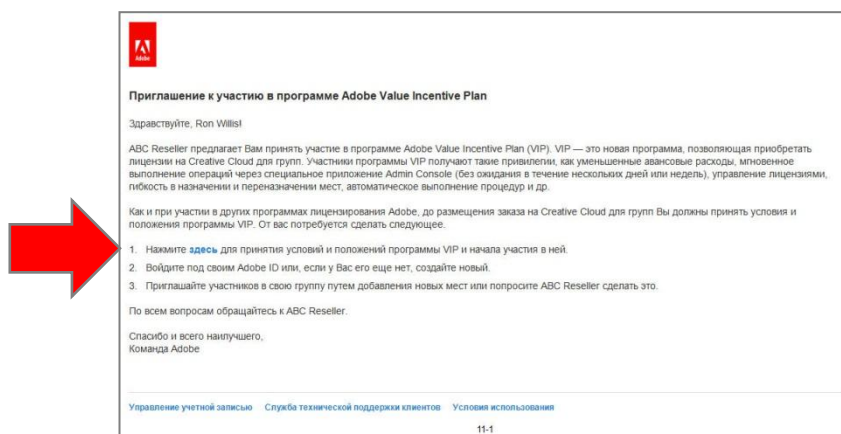 Adobe
Приглашение к участию в программе Adobe Value Incentive Plan
Здравствуйте, Ron Willis!
ABC Reseller предлагает Вам принять участие в программе Adobe Value Incentive Plan (VIP). VIP — это новая программа, позволяющая приобретать
лицензии на Creative Cloud для групп. Участники программы VIP получают такие привилегии, как уменьшенные авансовые расходы, мгновенное
выполнение операций через специальное приложение Admin Console (без ожидания в течение нескольких дней или недель), управление лицензиями,
гибкость в назначении и переназначении мест, автоматическое выполнение процедур и др.
Как и при участии в других программах лицензирования Adobe, до размещения заказа на Creative Cloud для групп Вы должны принять условия и
положения программы VIP. От вас потребуется сделать следующее.
1. Нажмите здесь для принятия условий и положений программы VIP и начала участия в ней.
2. Войдите под своим Adobe ID или, если у Вас его еще нет, создайте новый.
3. Приглашайте участников в свою группу путем добавления новых мест или попросите ABC Reseller сделать это.
По всем вопросам обращайтесь к ABC Reseller.
Спасибо и всего наилучшего,
Команда Adobe
Управление учетной записью Служба технической поддержки клиентов Условия использования
11-1